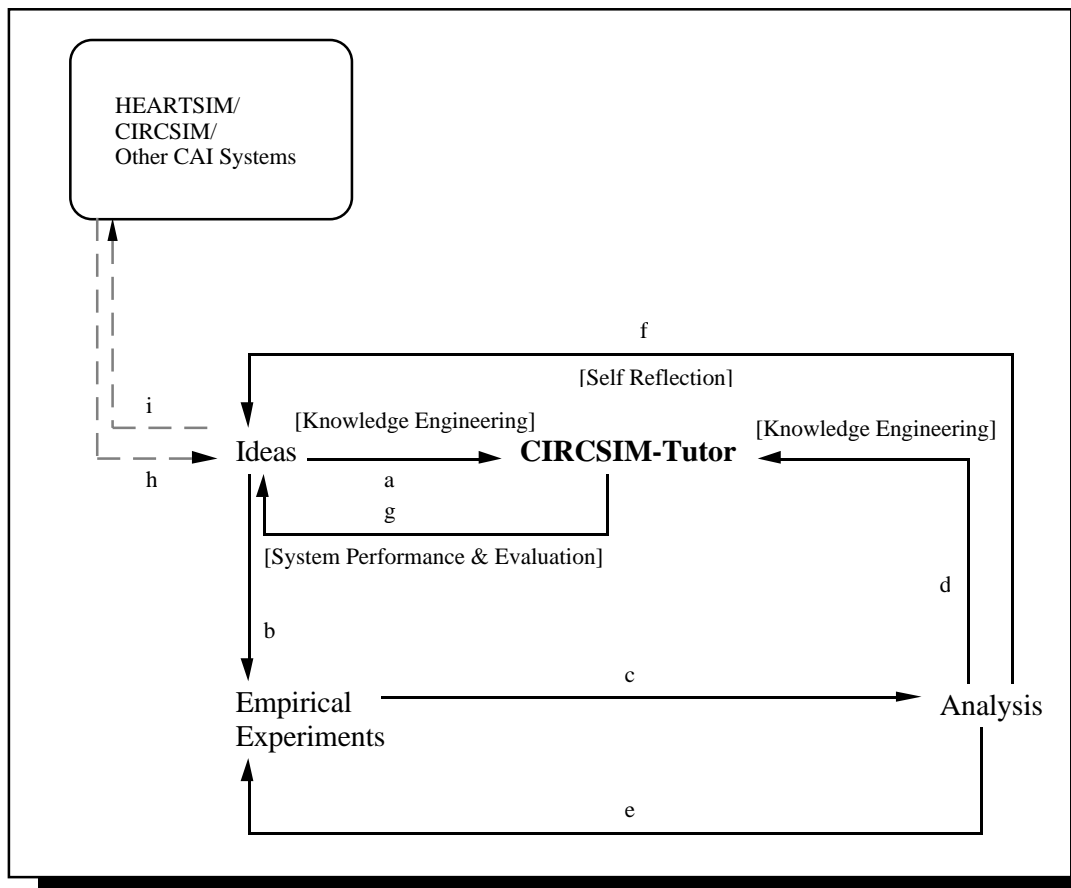 HEARTSIM/
CIRCSIM/
Other CAI Systems
f
[Self Reflection]
i
[Knowledge Engineering]
[Knowledge Engineering]
Ideas
CIRCSIM-Tutor
h
a
g
[System Performance & Evaluation]
d
b
c
Empirical
Experiments
Analysis
e